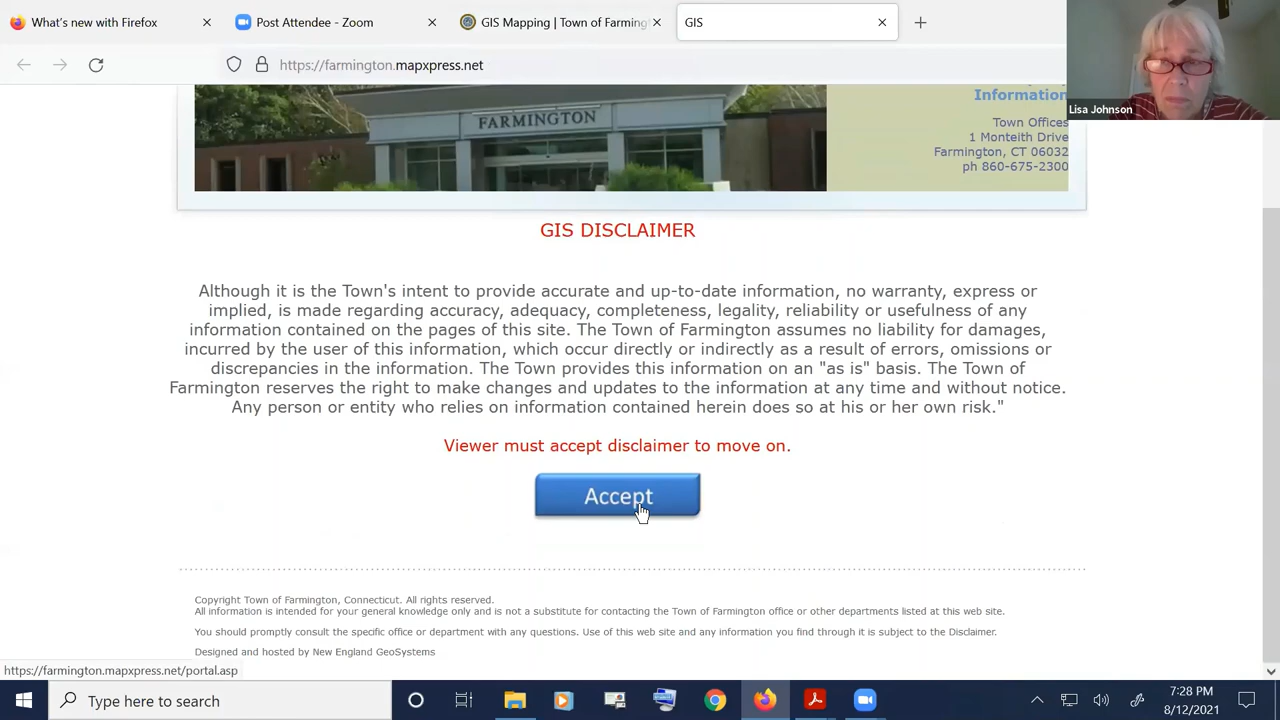 What's new with Firefox
Post Attendee - Zoom
GIS Mapping | Town of Farming
GIS
https://farmington.mapxpress.net
Lisa Johnson
FARMINGTON
Information
Town Offices
1 Monteith Drive
Farmington, CT 06032
ph 860-675-2300
GIS DISCLAIMER
Although it is the Town's intent to provide accurate and up-to-date information, no warranty, express or
implied, is made regarding accuracy, adequacy, completeness, legality, reliability or usefulness of any
information contained on the pages of this site. The Town of Farmington assumes no liability for damages,
incurred by the user of this information, which occur directly or indirectly as a result of errors, omissions or
discrepancies in the information. The Town provides this information on an "as is" basis. The Town of
Farmington reserves the right to make changes and updates to the information at any time and without notice.
Any person or entity who relies on information contained herein does so at his or her own risk."
Viewer must accept disclaimer to move on.
Accept
Copyright Town of Farmington, Connecticut. All rights reserved.
All information is intended for your general knowledge only and is not a substitute for contacting the Town of Farmington office or other departments listed at this web site.
You should promptly consult the specific office or department with any questions. Use of this web site and any information you find through it is subject to the Disclaimer.
Designed and hosted by New England GeoSystems
https://farmington.mapxpress.net/portal.asp
Type here to search
7:28 PM
8/12/2021